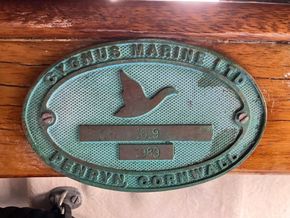 CYGNUS MARINE LTD.
PENRYN, CORNWALL.